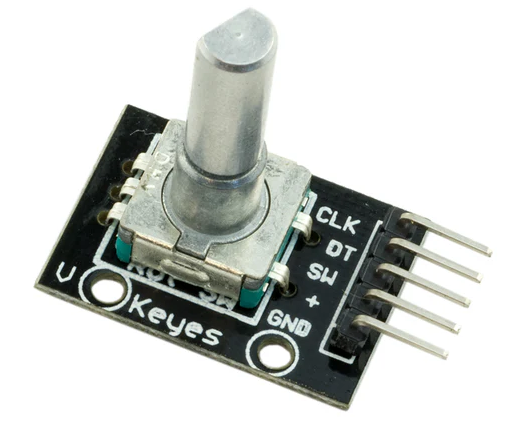 CLK
DT
SW
+
GND
V
Keyes